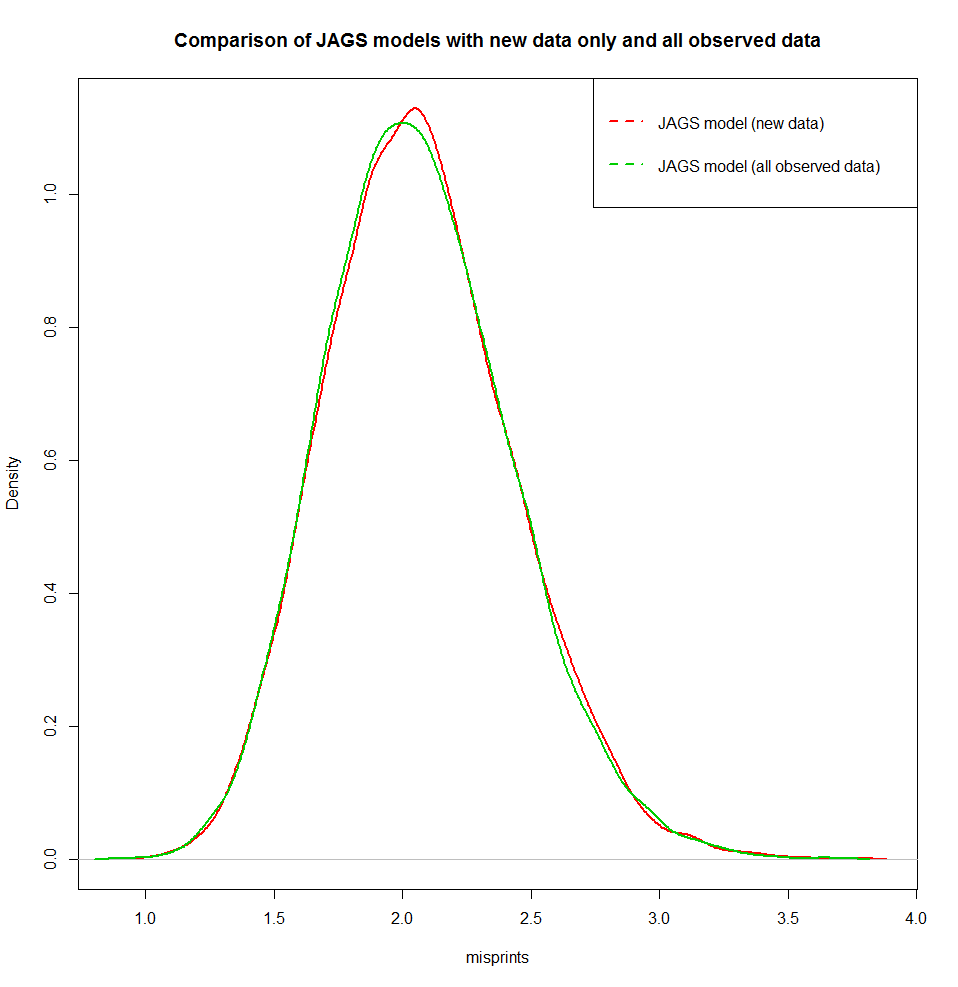 Comparison of JAGS models with new data only and all observed data
JAGS model (new data)
JAGS model (all observed data)
Density
1.0
0.8
0.6
0.4
0.2
0.0
1.0 1.5 2.0 2.5 3.0 3.5 4.0
misprints